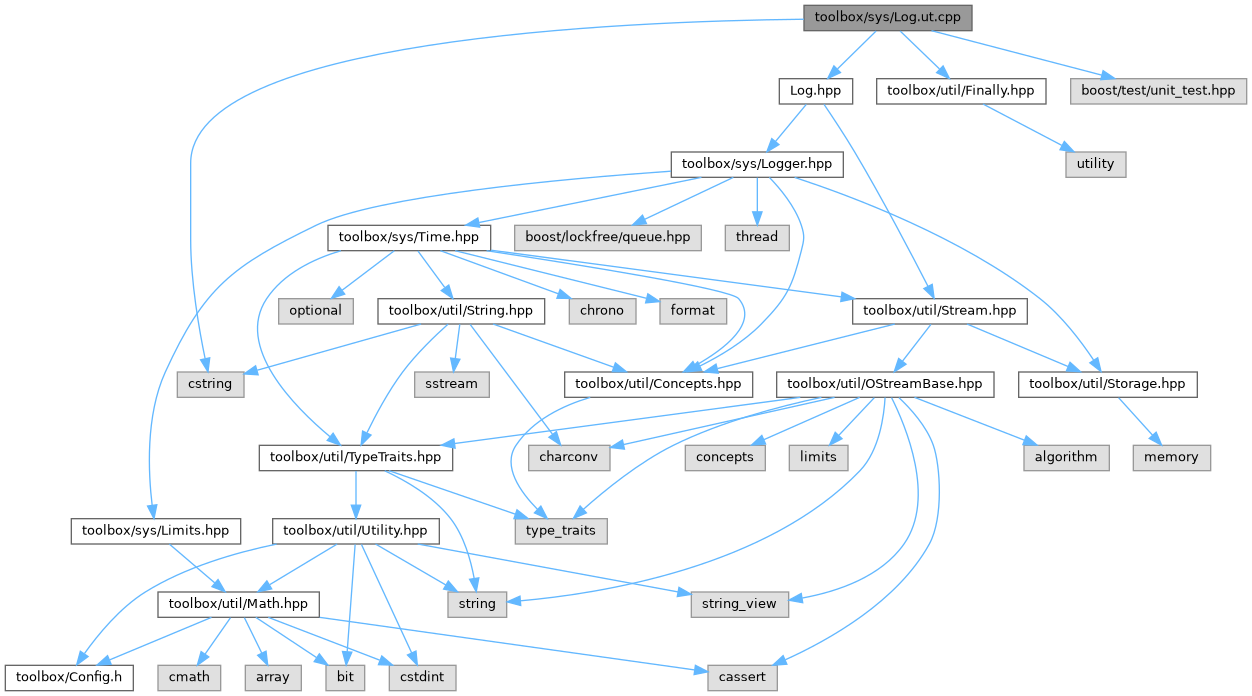 toolbox/sys/Log.ut.cpp
Log.hpp
toolbox/util/Finally.hpp
boost/test/unit_test.hpp
toolbox/sys/Logger.hpp
utility
toolbox/sys/Time.hpp
boost/lockfree/queue.hpp
thread
optional
toolbox/util/String.hpp
chrono
format
toolbox/util/Stream.hpp
cstring
sstream
toolbox/util/Concepts.hpp
toolbox/util/OStreamBase.hpp
toolbox/util/Storage.hpp
toolbox/util/TypeTraits.hpp
charconv
concepts
limits
algorithm
memory
toolbox/sys/Limits.hpp
toolbox/util/Utility.hpp
type_traits
toolbox/util/Math.hpp
string
string_view
toolbox/Config.h
cmath
array
bit
cstdint
cassert